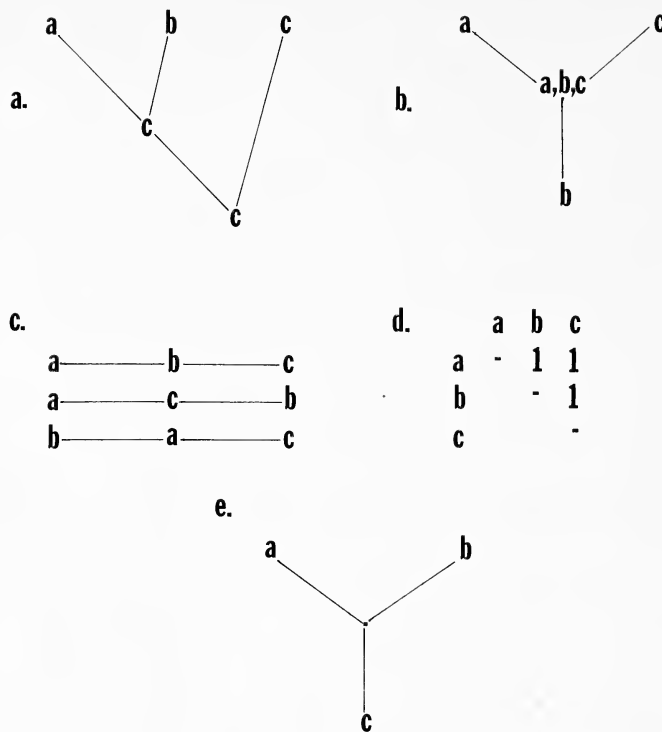 a b c
a.
c
c
a c
b. a,b,c
b
c.
a b c
a c b
b a c
d. a b c
a - 1 1
b - 1
c -
e.
a b
c